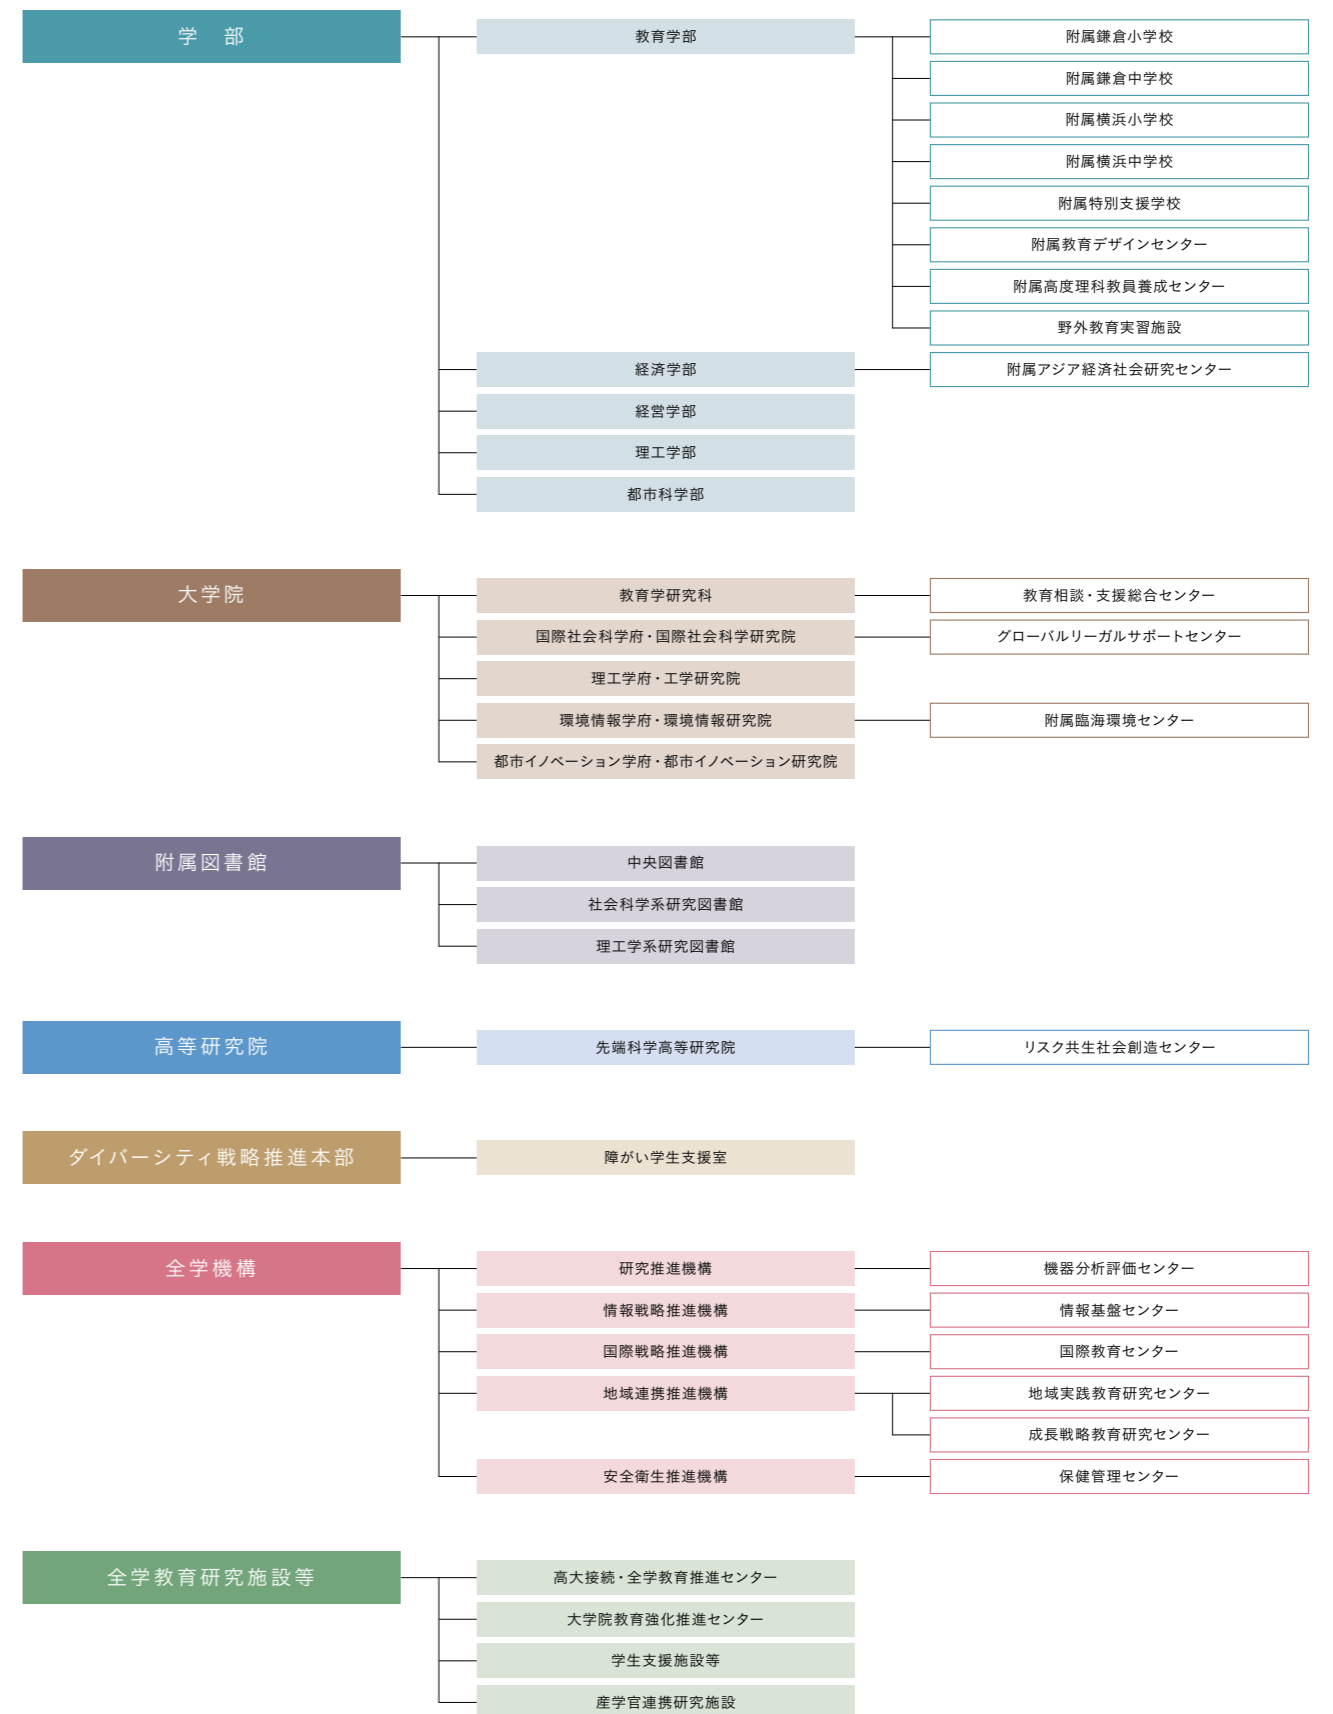 学　部
教育学部
附属鎌倉小学校
附属鎌倉中学校
附属横浜小学校
附属横浜中学校
附属特別支援学校
附属教育デザインセンター
附属高度理科教員養成センター
野外教育実習施設
経済学部
附属アジア経済社会研究センター
経営学部
理工学部
都市科学部
大学院
教育学研究科
教育相談・支援総合センター
国際社会科学府・国際社会科学研究院
グローバルリーガルサポートセンター
理工学府・工学研究院
環境情報学府・環境情報研究院
附属臨海環境センター
都市イノベーション学府・都市イノベーション研究院
附属図書館
中央図書館
社会科学系研究図書館
理工学系研究図書館
高等研究院
先端科学高等研究院
リスク共生社会創造センター
ダイバーシティ戦略推進本部
障がい学生支援室
全学機構
研究推進機構
機器分析評価センター
情報戦略推進機構
情報基盤センター
国際戦略推進機構
国際教育センター
地域連携推進機構
地域実践教育研究センター
成長戦略教育研究センター
安全衛生推進機構
保健管理センター
全学教育研究施設等
高大接続・全学教育推進センター
大学院教育強化推進センター
学生支援施設等
産学官連携研究施設